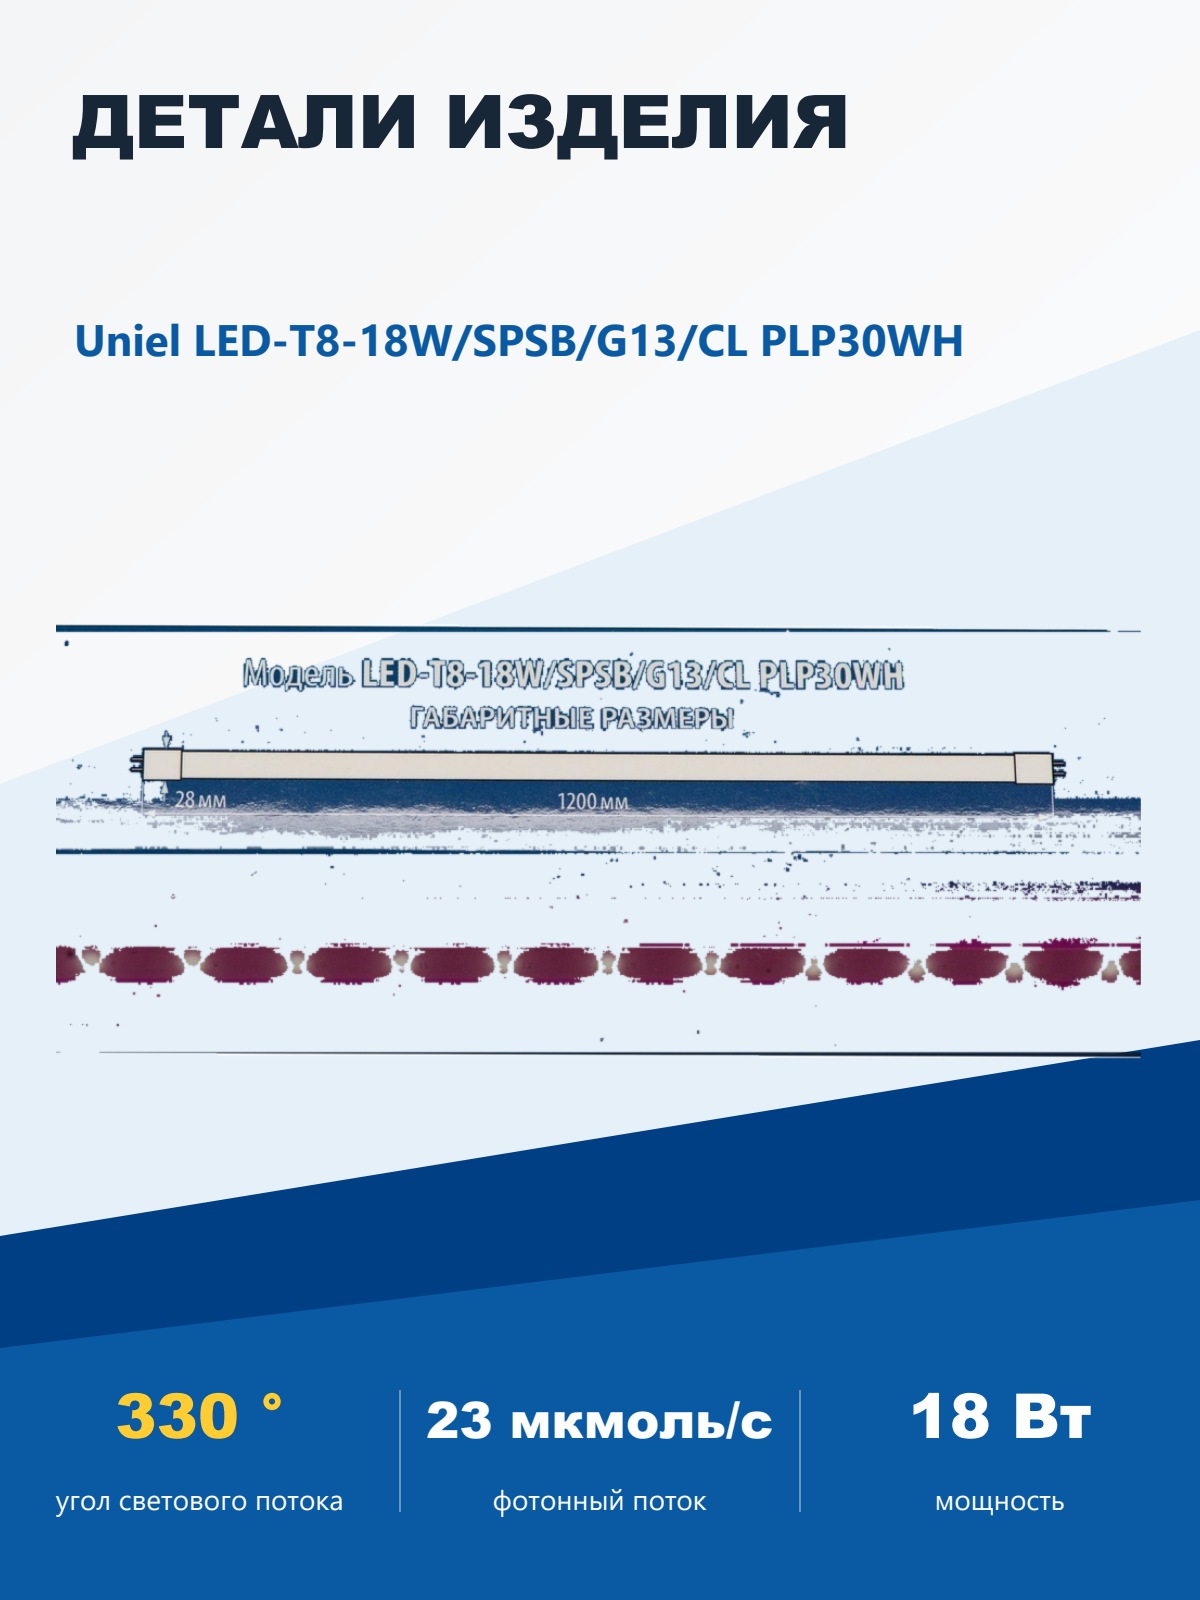 ДЕТАЛИ ИЗДЕЛИЯ
Uniel LED-T8-18W/SPSB/G13/CL PLP30WH
Модель LED-T8-18W/SPSB/G13/CL PLP30WH
ГАБАРИТНЫЕ РАЗМЕРЫ
28 мм
1200 мм
330 °
угол светового потока
23 мкмоль/с
фотонный поток
18 Вт
мощность